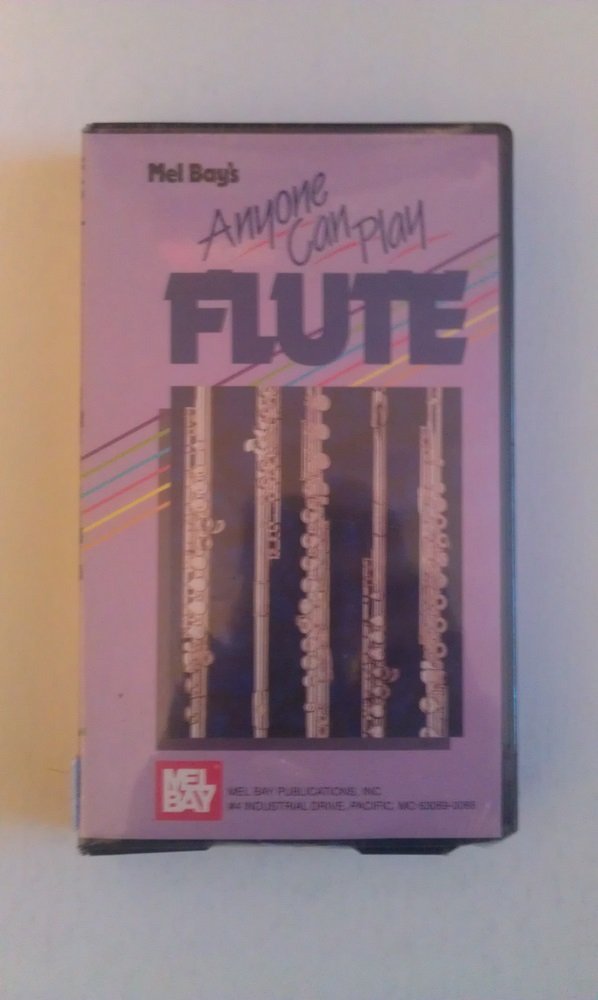 Mel Bay's
Anyone
Can Play
FLUTE
MEL
BAY
MEL BAY PUBLICATIONS, INC
#4 INDUSTRIAL DRIVE, PACIFIC, MO 63069-0066